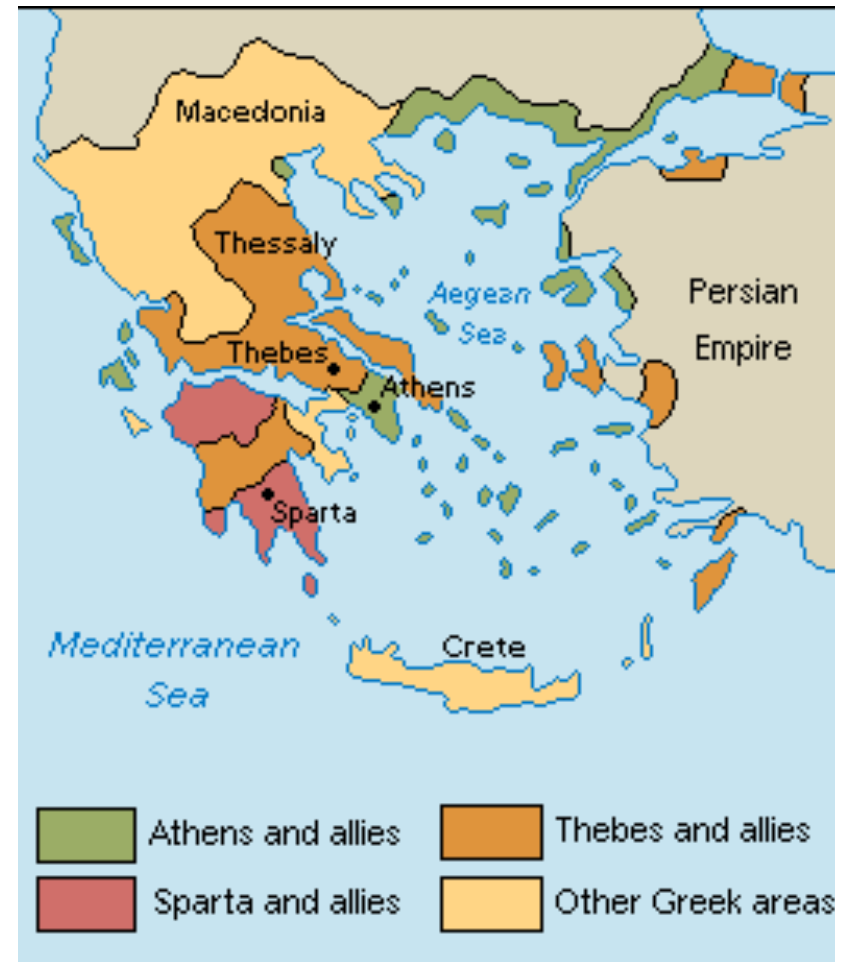 Macedonia
Thessaly
Aegean
Sea
Persian
Empire
Thebes
Athens
Sparta
Mediterranean
Sea
Crete
Athens and allies
Thebes and allies
Sparta and allies
Other Greek areas